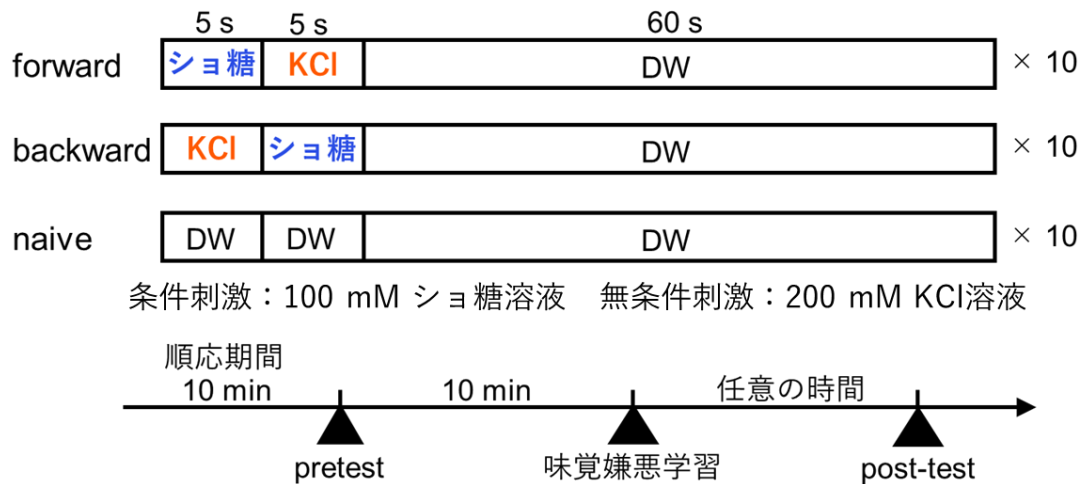 5 s 5 s 60 s
forward ショ糖 KCl DW × 10
backward KCl ショ糖 DW × 10
naive DW DW DW × 10
条件刺激：100 mM ショ糖溶液 無条件刺激：200 mM KCl溶液
順応期間
10 min 10 min 任意の時間
pretest 味覚嫌悪学習 post-test